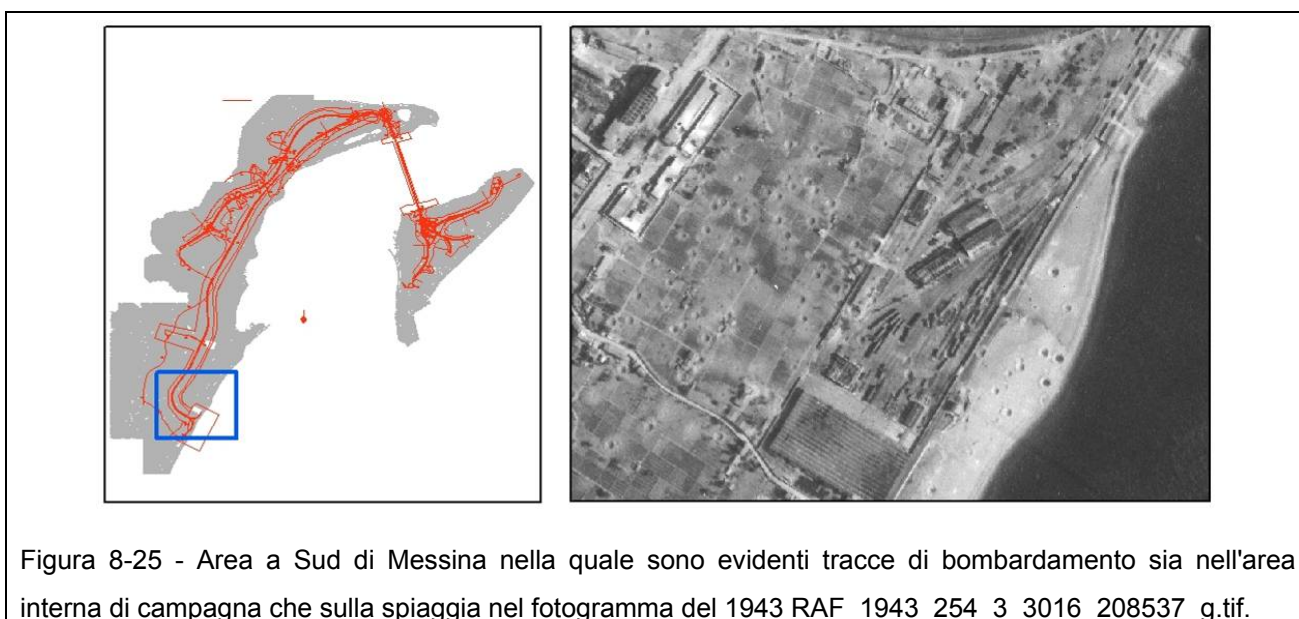 Figura 8-25 - Area a Sud di Messina nella quale sono evidenti tracce di bombardamento sia nell'area
interna di campagna che sulla spiaggia nel fotogramma del 1943 RAF_1943_254_3_3016_208537_g.tif.